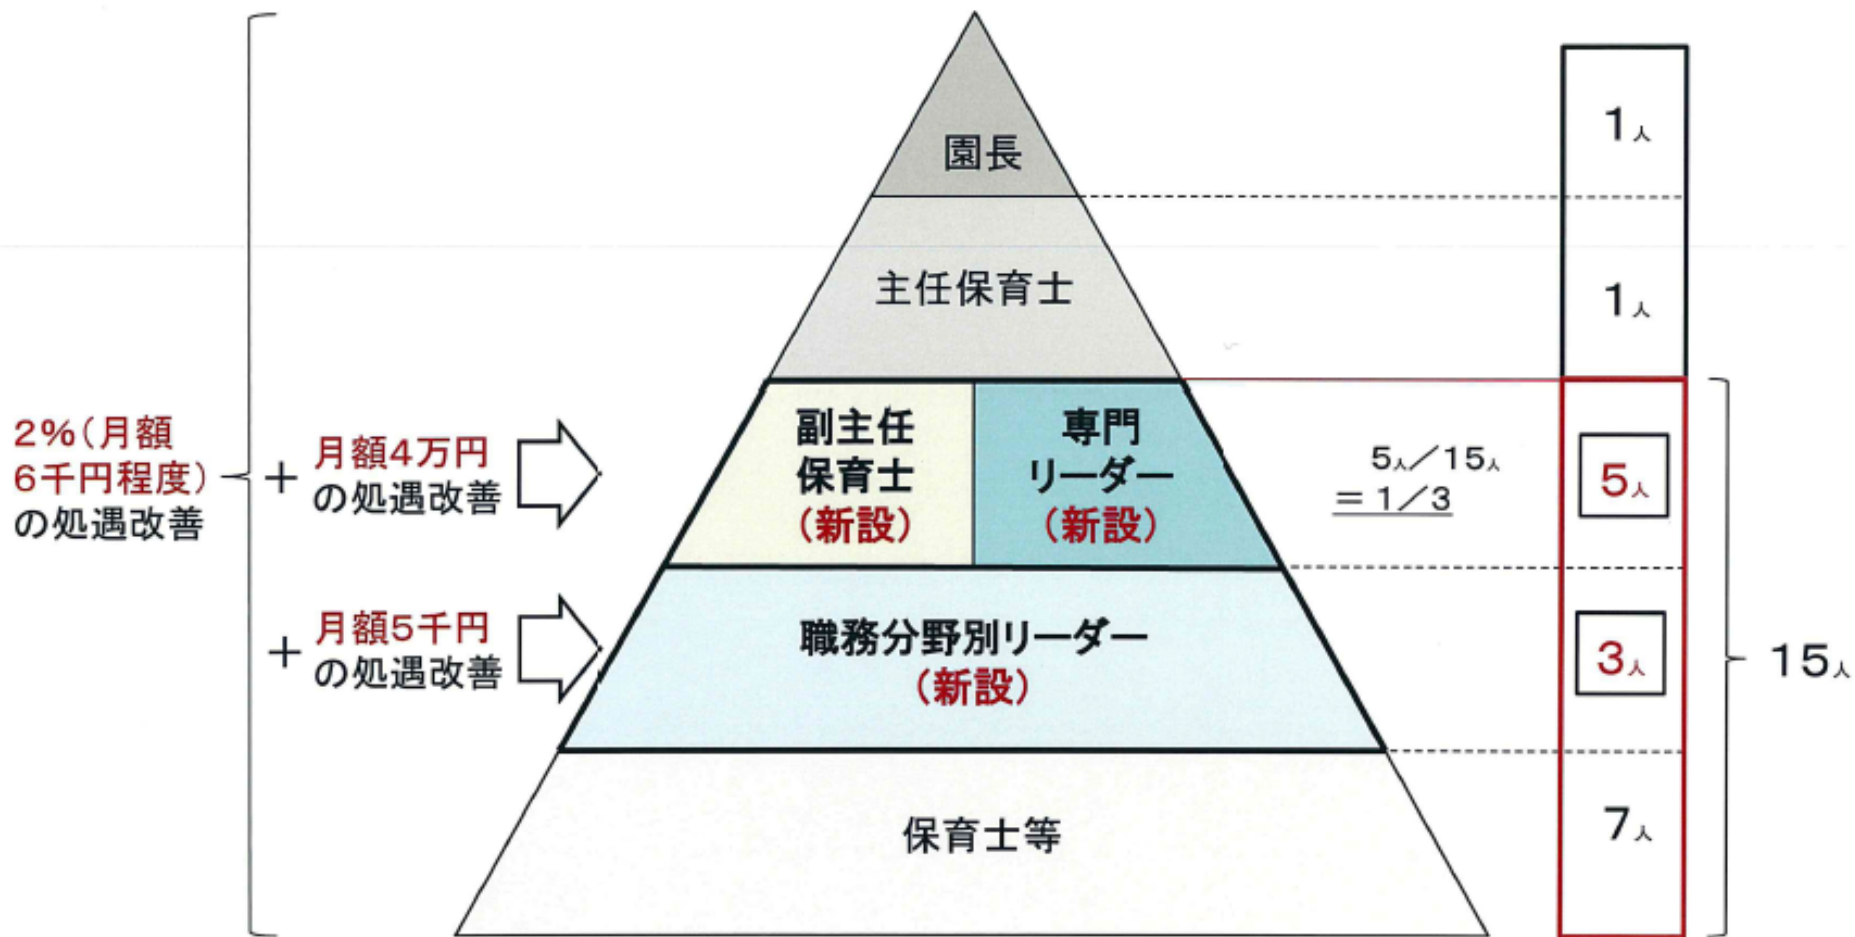 園長
1人
主任保育士
1人
2%(月額
6千円程度)
の処遇改善
+
月額4万円
の処遇改善
副主任
保育士
(新設)
専門
リーダー
(新設)
5人/15人
=1/3
5人
+
月額5千円
の処遇改善
職務分野別リーダー
(新設)
3人
15人
保育士等
7人